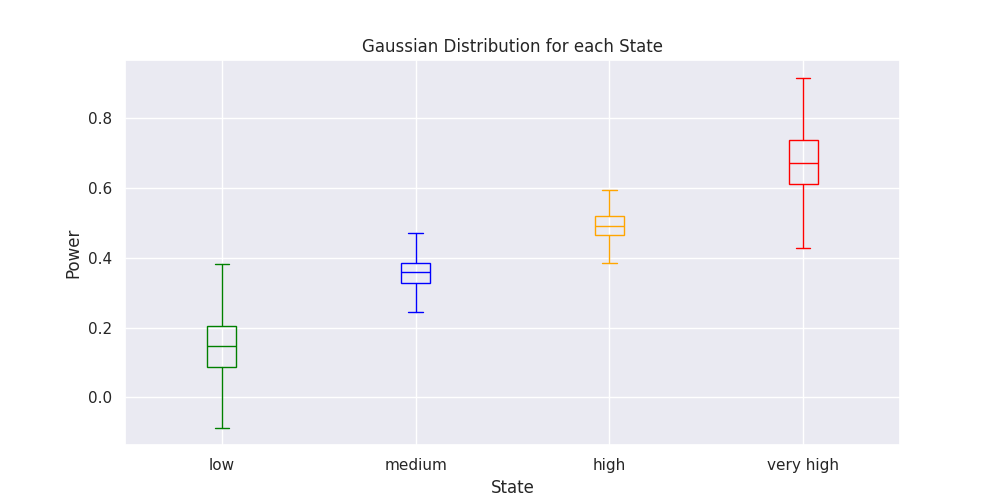 Gaussian Distribution for each State
0.8
0.6
0.4
0.2
0.0
Power
low medium high very high
State